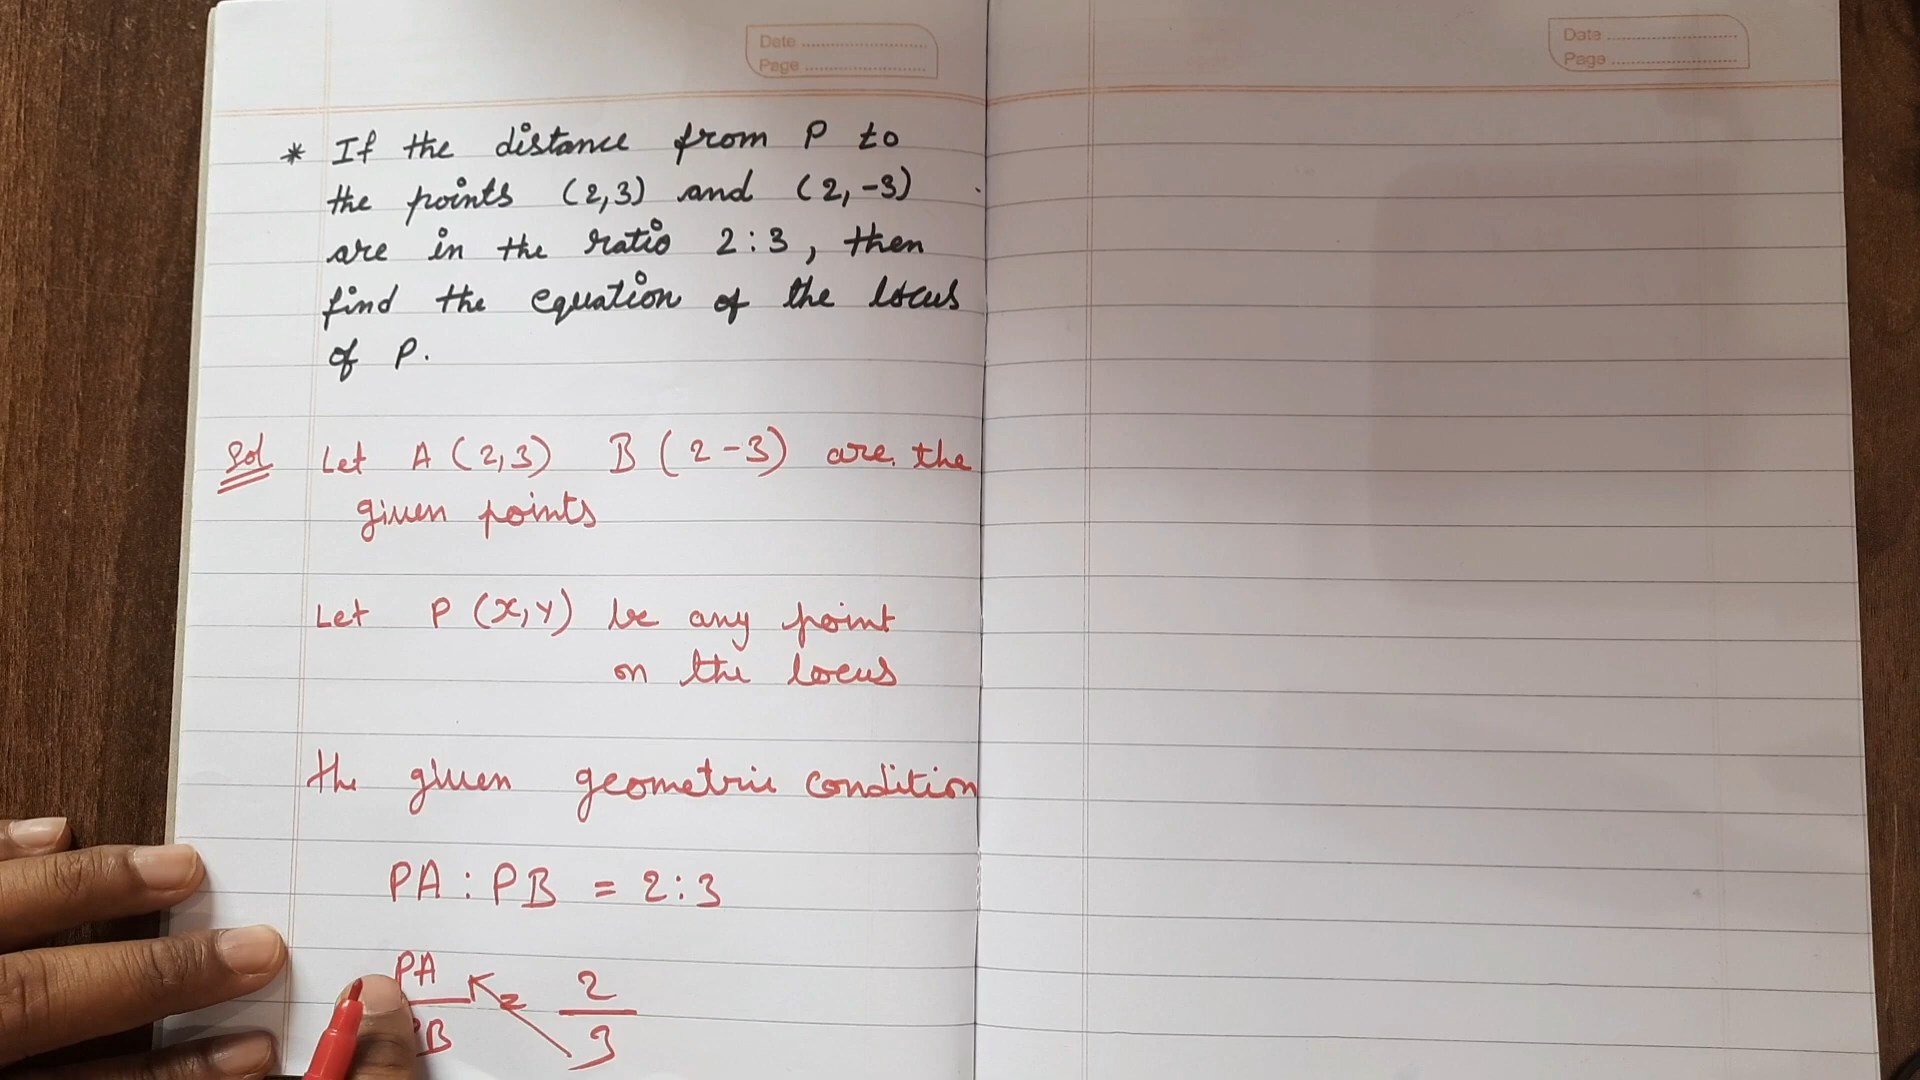 Date
Page
Date
Page
* If the distance from P to
the points (2,3) and (2,-3)
are in the ratio 2:3, then
find the equation of the locus
of P.
Sol Let A (2,3) B (2-3) are the
given points
Let P (x,y) be any point
on the locus
the given geometric condition
PA : PB = 2:3
PA = 2
B 3